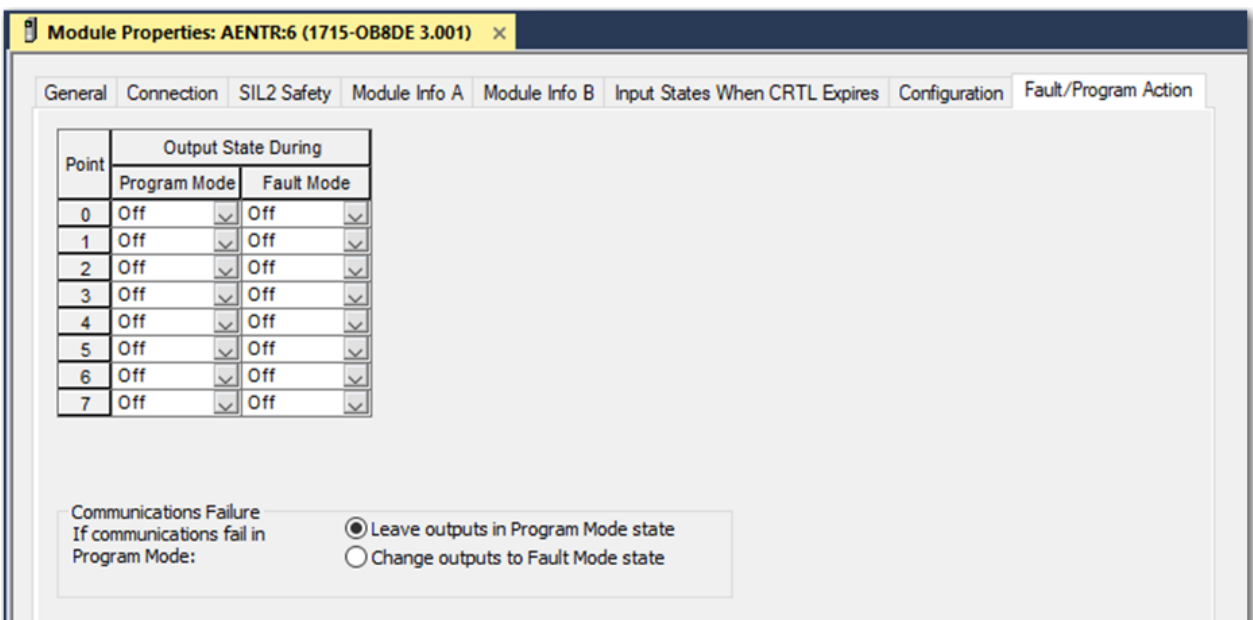 Module Properties: AENTR:6 (1715-OB8DE 3.001) ×
General Connection SIL2 Safety Module Info A Module Info B Input States When CRTL Expires Configuration Fault/Program Action
Point Output State During
Program Mode Fault Mode
0 Off Off
1 Off Off
2 Off Off
3 Off Off
4 Off Off
5 Off Off
6 Off Off
7 Off Off
Communications Failure
If communications fail in
Program Mode:
Leave outputs in Program Mode state
Change outputs to Fault Mode state